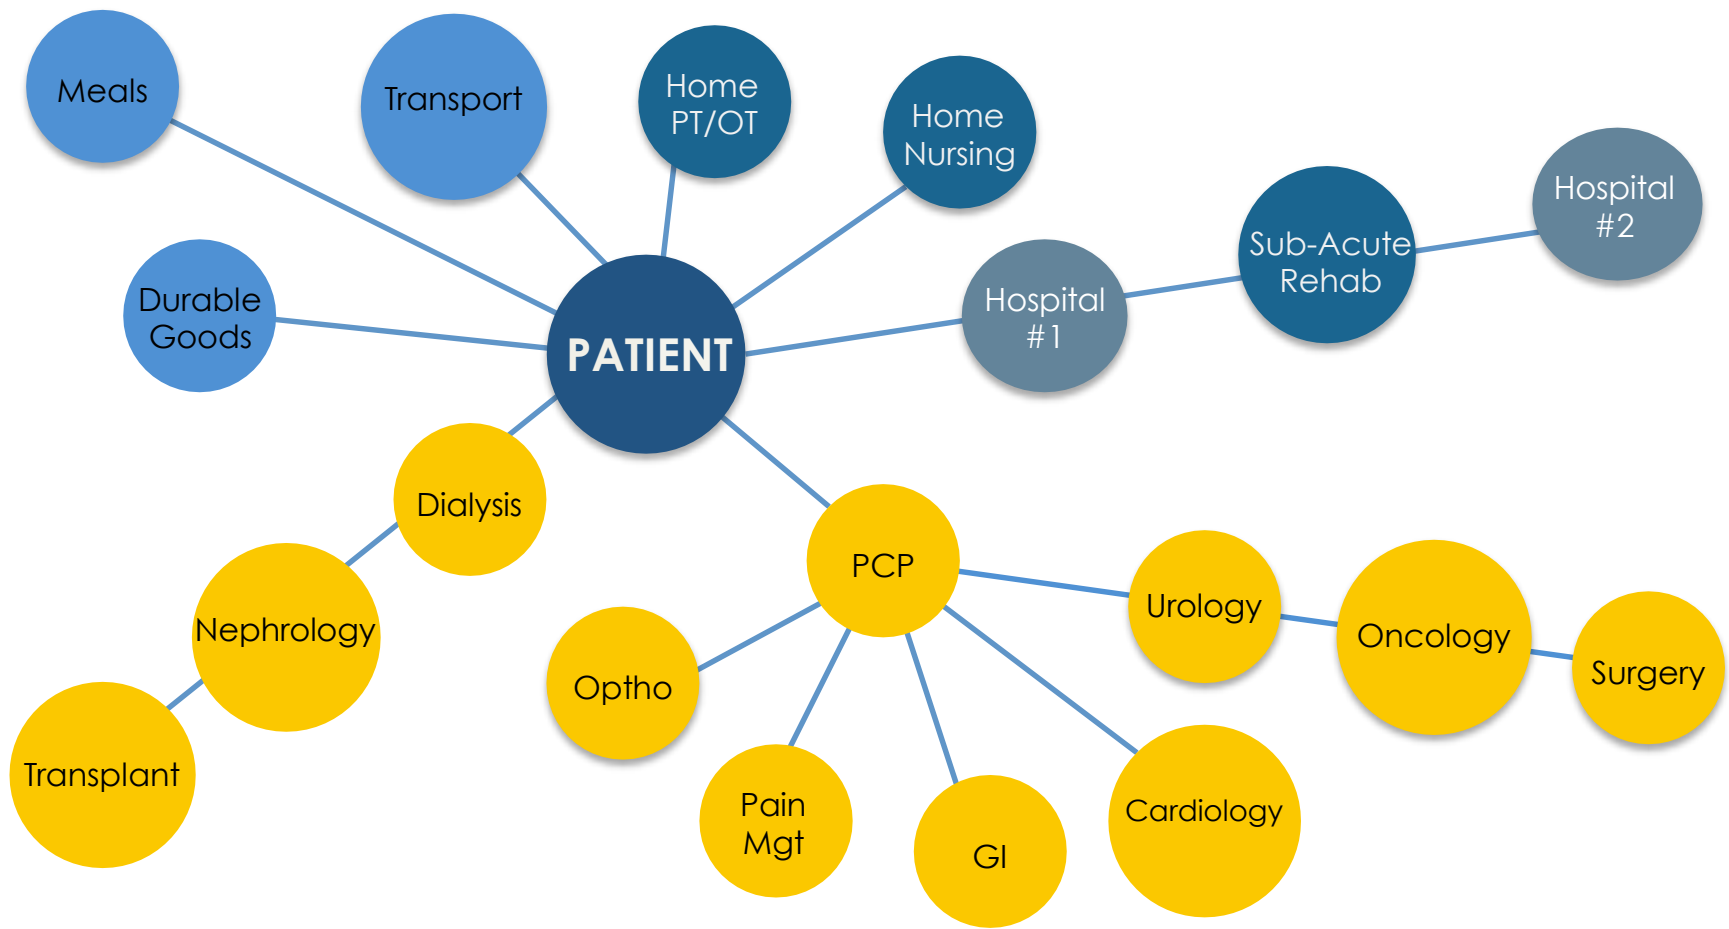 Meals
Transport
Home
PT/OT
Home
Nursing
Hospital
#2
Sub-Acute
Rehab
Durable
Goods
Hospital
#1
PATIENT
Dialysis
PCP
Nephrology
Urology
Oncology
Surgery
Optho
Transplant
Pain
Mgt
Cardiology
GI